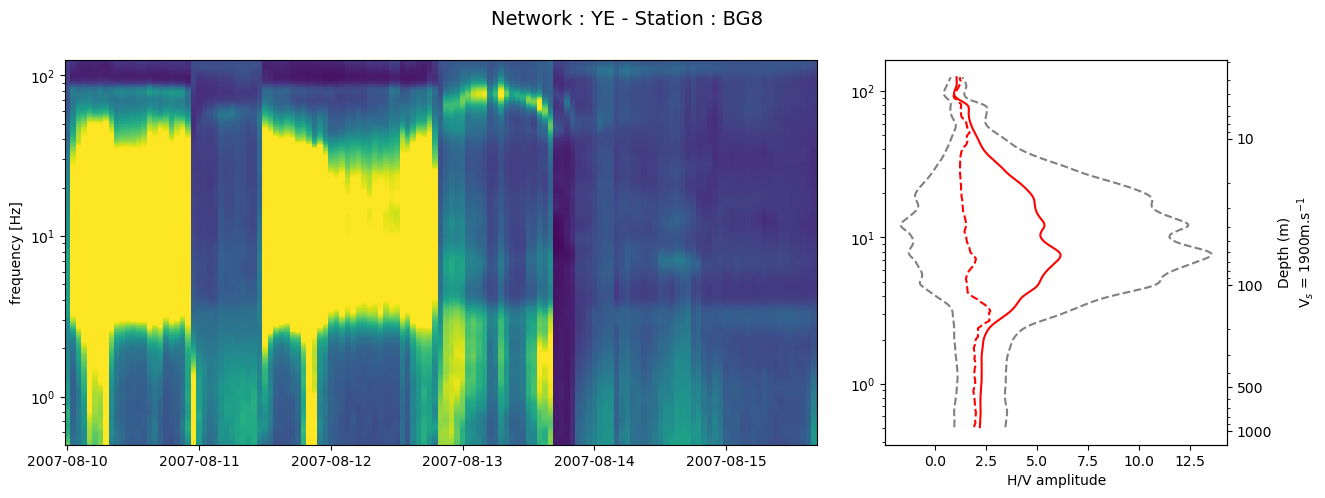 Network : YE - Station : BG8
frequency [Hz]
10²
10¹
10⁰
2007-08-10 2007-08-11 2007-08-12 2007-08-13 2007-08-14 2007-08-15
10²
10¹
10⁰
0.0 2.5 5.0 7.5 10.0 12.5
H/V amplitude
10
100
500
1000
Depth (m)
Vₛ = 1900m.s⁻¹